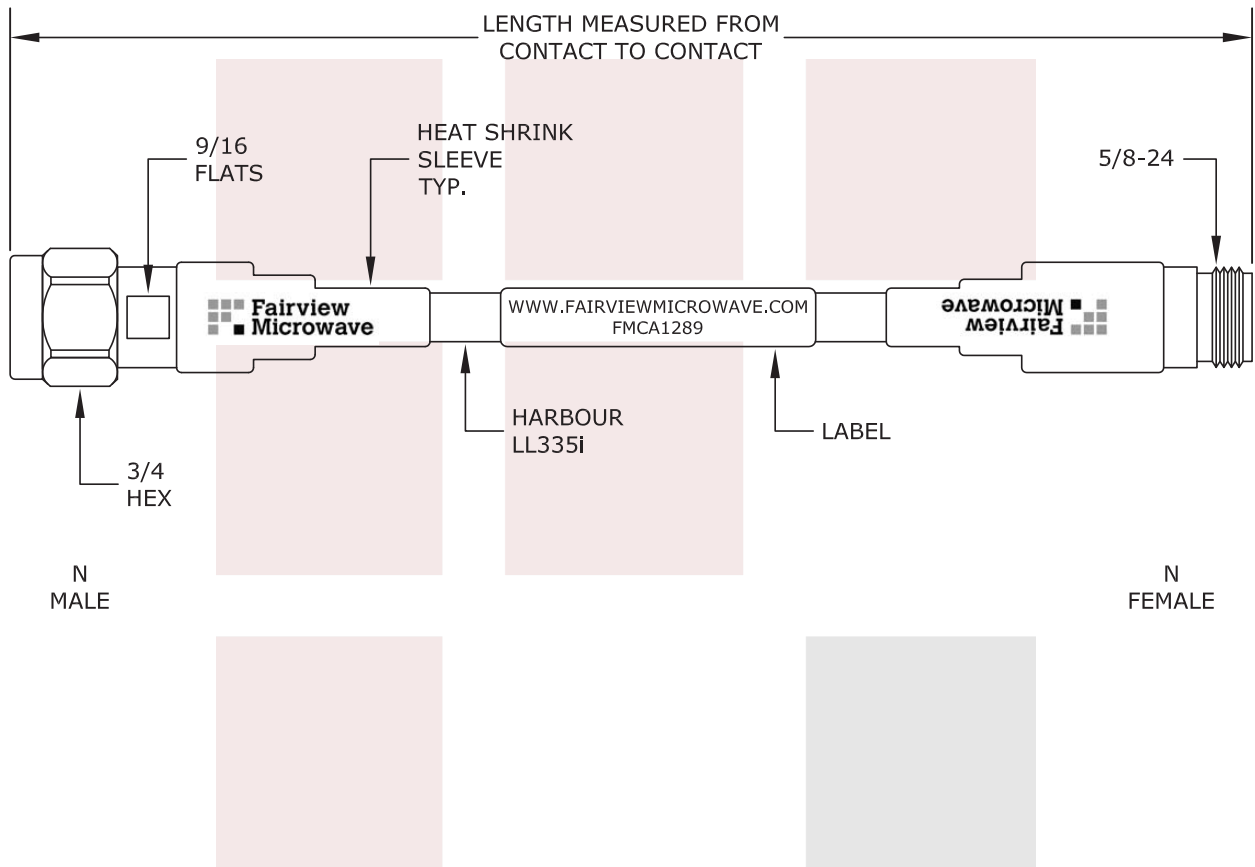 LENGTH MEASURED FROM
CONTACT TO CONTACT
9/16
FLATS
HEAT SHRINK
SLEEVE
TYP.
5/8-24
Fairview
Microwave
WWW.FAIRVIEWMICROWAVE.COM
FMCA1289
Fairview
Microwave
HARBOUR
LL335i
LABEL
3/4
HEX
N
MALE
N
FEMALE